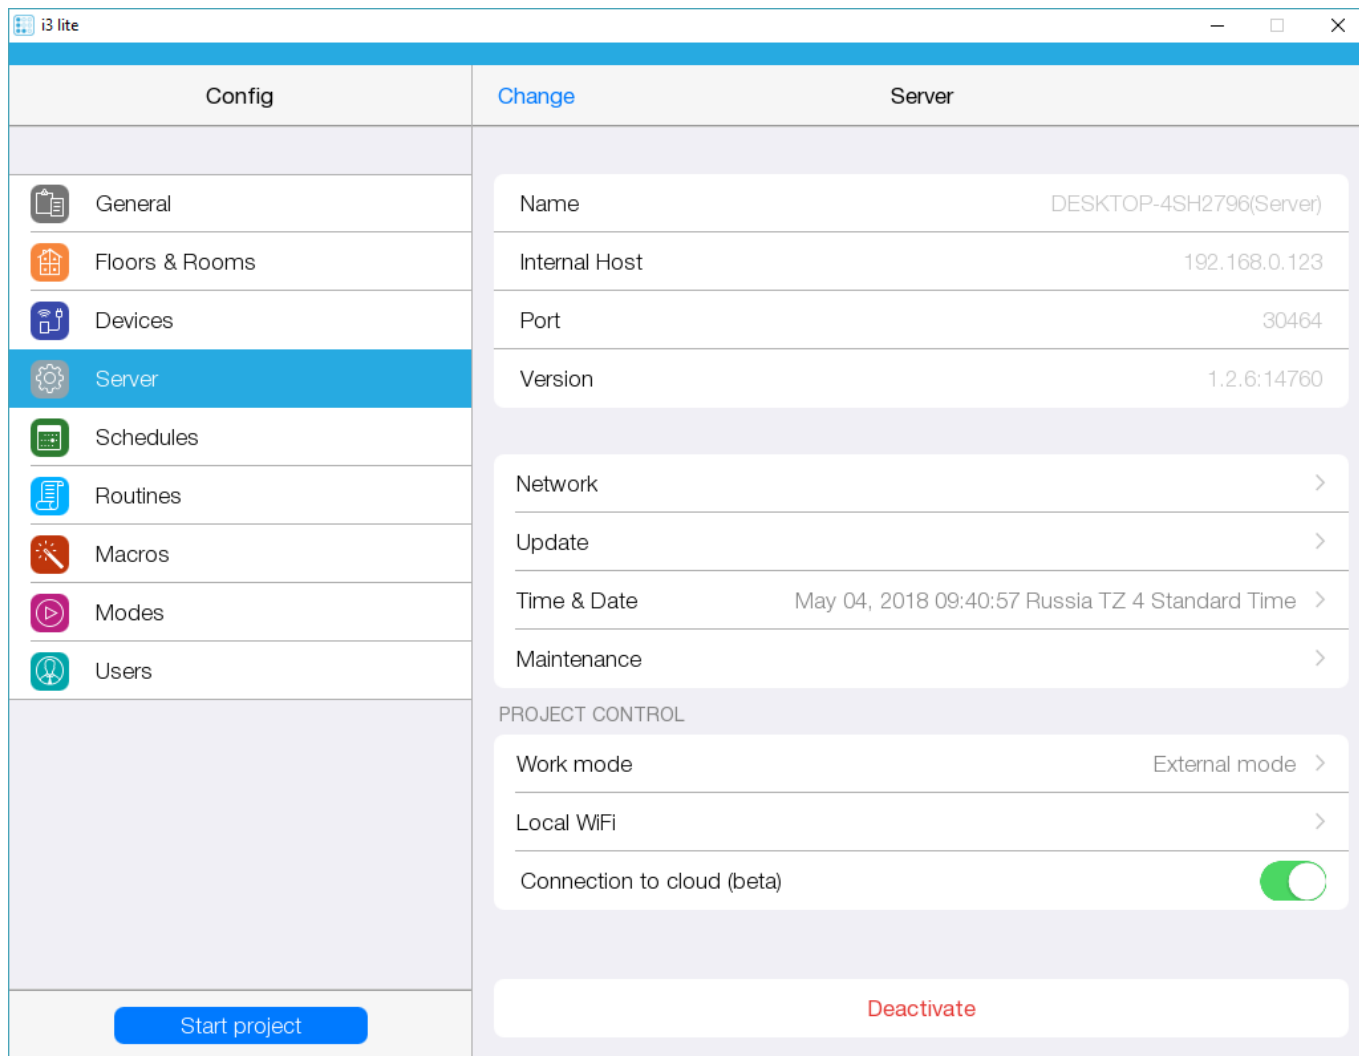 i3 lite
Config
Change
Server
General
Floors & Rooms
Devices
Server
Schedules
Routines
Macros
Modes
Users
Start project
Name DESKTOP-4SH2796(Server)
Internal Host 192.168.0.123
Port 30464
Version 1.2.6:14760
Network
Update
Time & Date May 04, 2018 09:40:57 Russia TZ 4 Standard Time
Maintenance
PROJECT CONTROL
Work mode External mode
Local WiFi
Connection to cloud (beta)
Deactivate